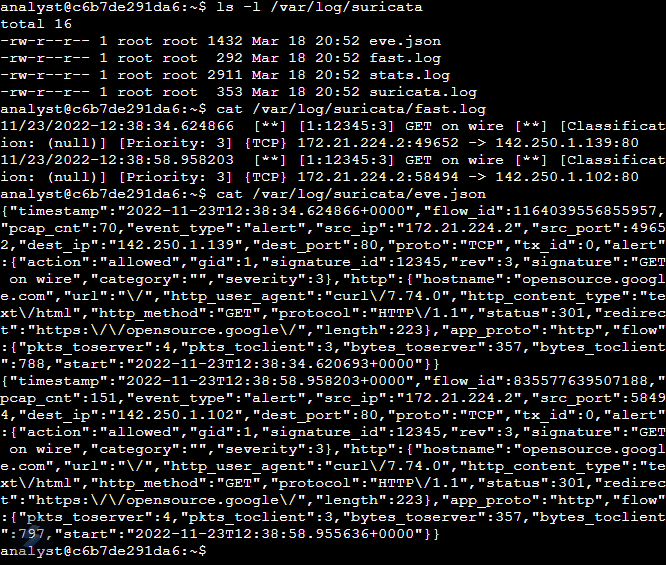 analyst@c6b7de291da6:~$ ls -l /var/log/suricata
total 16
-rw-r--r-- 1 root root 1432 Mar 18 20:52 eve.json
-rw-r--r-- 1 root root  292 Mar 18 20:52 fast.log
-rw-r--r-- 1 root root 2911 Mar 18 20:52 stats.log
-rw-r--r-- 1 root root  353 Mar 18 20:52 suricata.log
analyst@c6b7de291da6:~$ cat /var/log/suricata/fast.log
11/23/2022-12:38:34.624866  [**] [1:12345:3] GET on wire [**] [Classificat
ion: (null)] [Priority: 3] {TCP} 172.21.224.2:49652 -> 142.250.1.139:80
11/23/2022-12:38:58.958203  [**] [1:12345:3] GET on wire [**] [Classificat
ion: (null)] [Priority: 3] {TCP} 172.21.224.2:58494 -> 142.250.1.102:80
analyst@c6b7de291da6:~$ cat /var/log/suricata/eve.json
{"timestamp":"2022-11-23T12:38:34.624866+0000","flow_id":1164039556855957,
"pcap_cnt":70,"event_type":"alert","src_ip":"172.21.224.2","src_port":4965
2,"dest_ip":"142.250.1.139","dest_port":80,"proto":"TCP","tx_id":0,"alert"
:{"action":"allowed","gid":1,"signature_id":12345,"rev":3,"signature":"GET
 on wire","category":"","severity":3},"http":{"hostname":"opensource.googl
e.com","url":"\/","http_user_agent":"curl\/7.74.0","http_content_type":"te
xt\/html","http_method":"GET","protocol":"HTTP\/1.1","status":301,"redirec
t":"https:\/\/opensource.google\/","length":223},"app_proto":"http","flow"
:{"pkts_toserver":4,"pkts_toclient":3,"bytes_toserver":357,"bytes_toclient
":788,"start":"2022-11-23T12:38:34.620693+0000"}}
{"timestamp":"2022-11-23T12:38:58.958203+0000","flow_id":835577639507188,"
pcap_cnt":151,"event_type":"alert","src_ip":"172.21.224.2","src_port":5849
4,"dest_ip":"142.250.1.102","dest_port":80,"proto":"TCP","tx_id":0,"alert"
:{"action":"allowed","gid":1,"signature_id":12345,"rev":3,"signature":"GET
 on wire","category":"","severity":3},"http":{"hostname":"opensource.googl
e.com","url":"\/","http_user_agent":"curl\/7.74.0","http_content_type":"te
xt\/html","http_method":"GET","protocol":"HTTP\/1.1","status":301,"redirec
t":"https:\/\/opensource.google\/","length":223},"app_proto":"http","flow"
:{"pkts_toserver":4,"pkts_toclient":3,"bytes_toserver":357,"bytes_toclient
":797,"start":"2022-11-23T12:38:58.955636+0000"}}
analyst@c6b7de291da6:~$